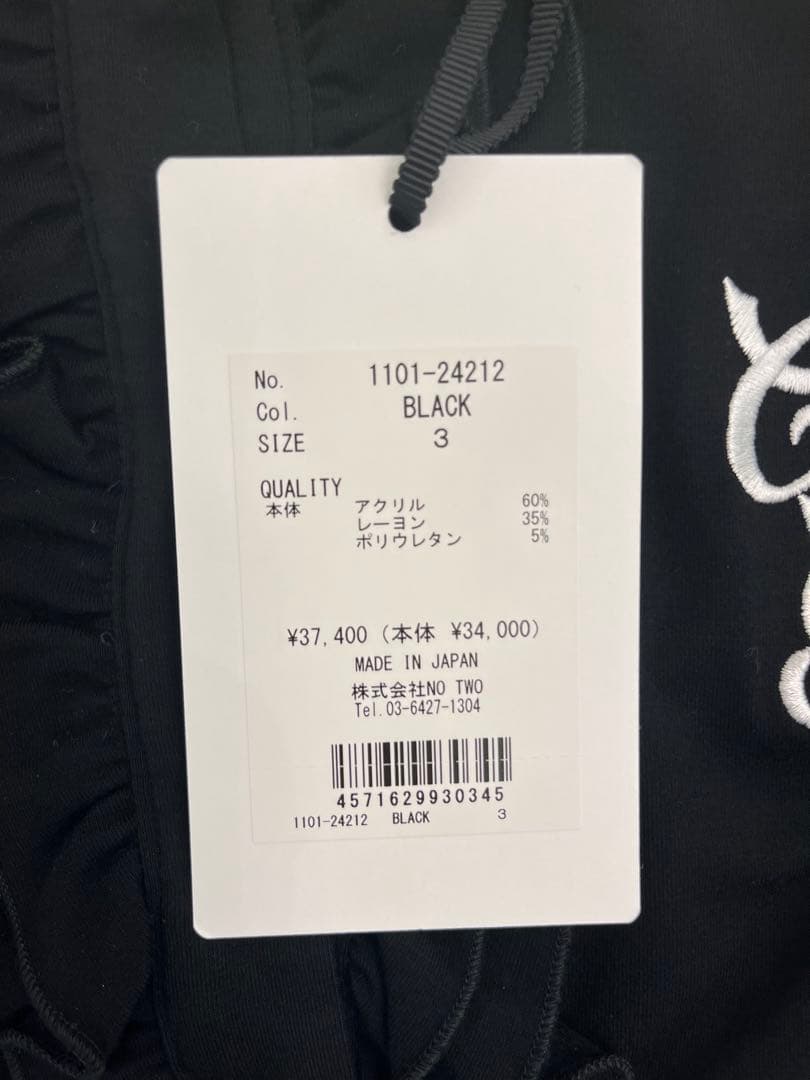 No. 1101-24212
Col. BLACK
SIZE 3
QUALITY
本体 アクリル 60%
レーヨン 35%
ポリウレタン 5%
¥37,400 (本体 ¥34,000)
MADE IN JAPAN
株式会社NO TWO
Tel.03-6427-1304
4571629930345
1101-24212 BLACK 3